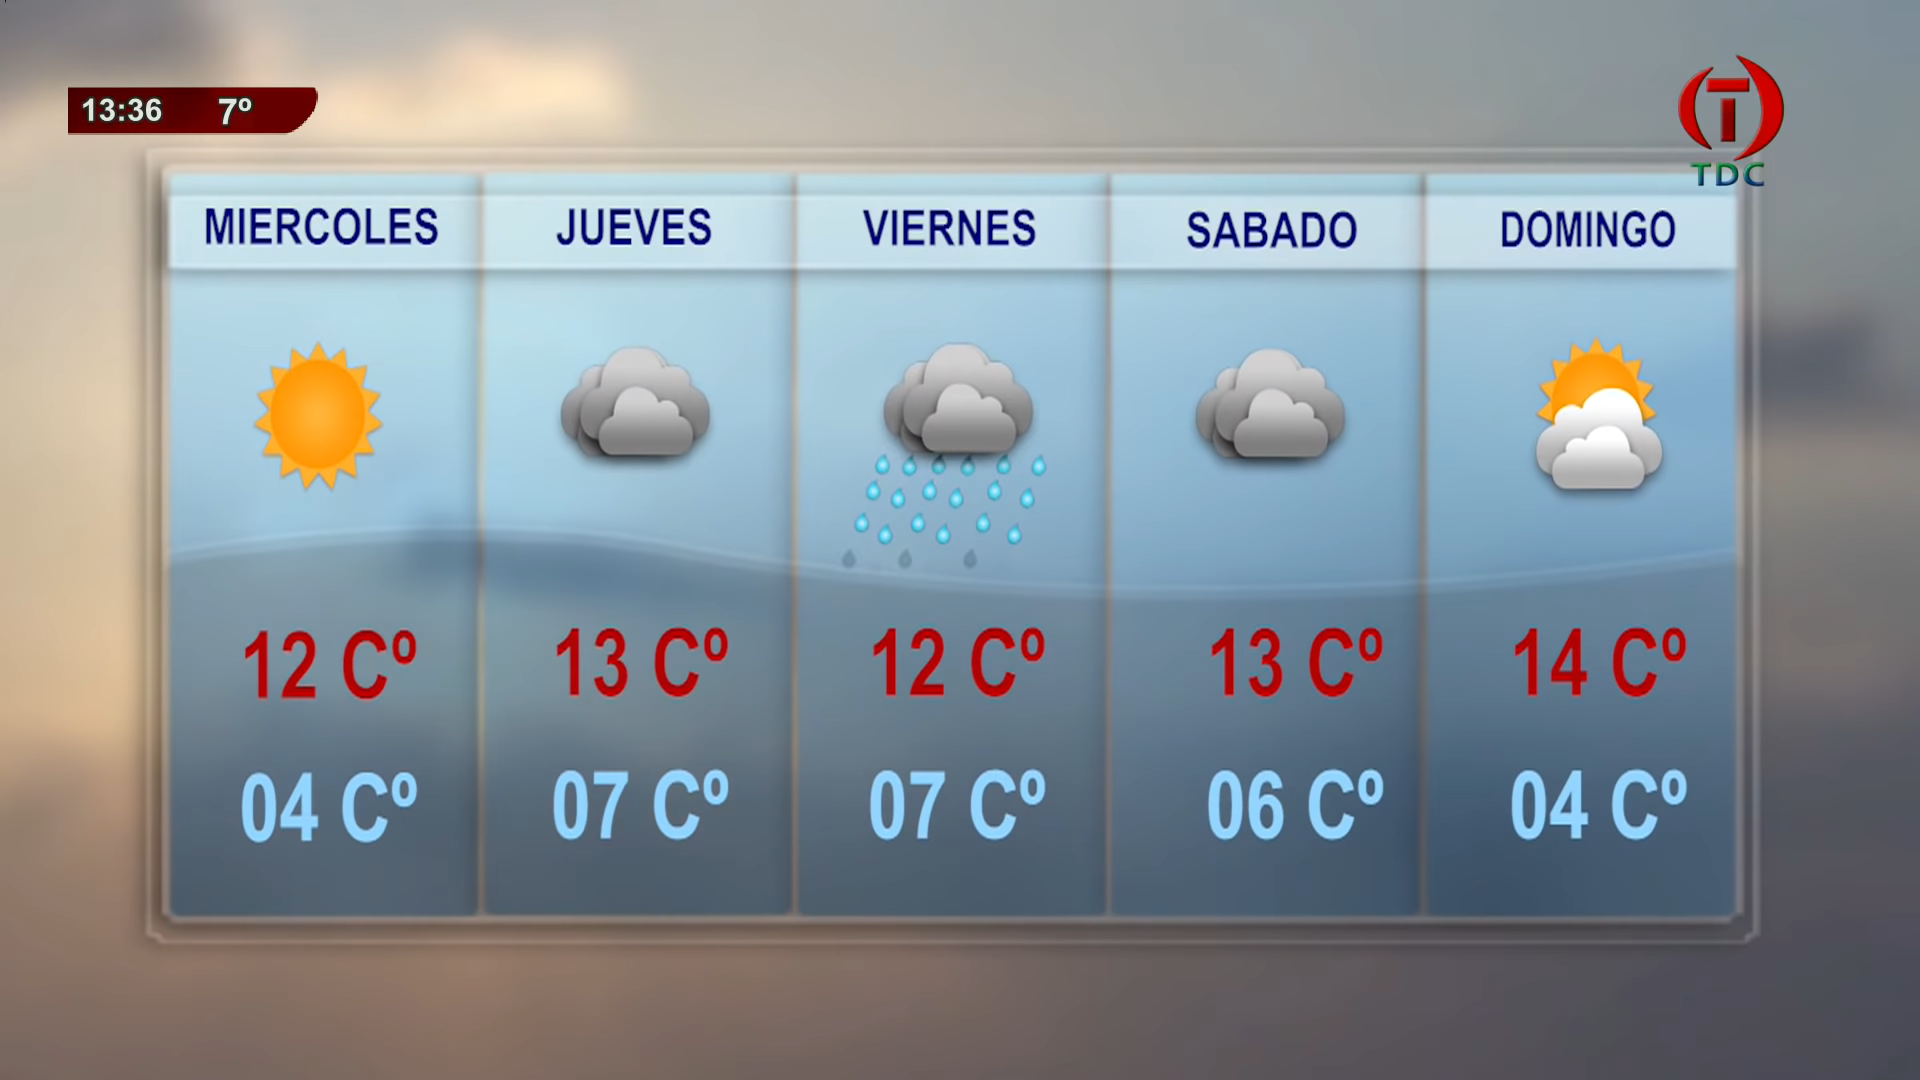 13:36 7º
T
TDC
MIERCOLES JUEVES VIERNES SABADO DOMINGO
12 Cº 13 Cº 12 Cº 13 Cº 14 Cº
04 Cº 07 Cº 07 Cº 06 Cº 04 Cº